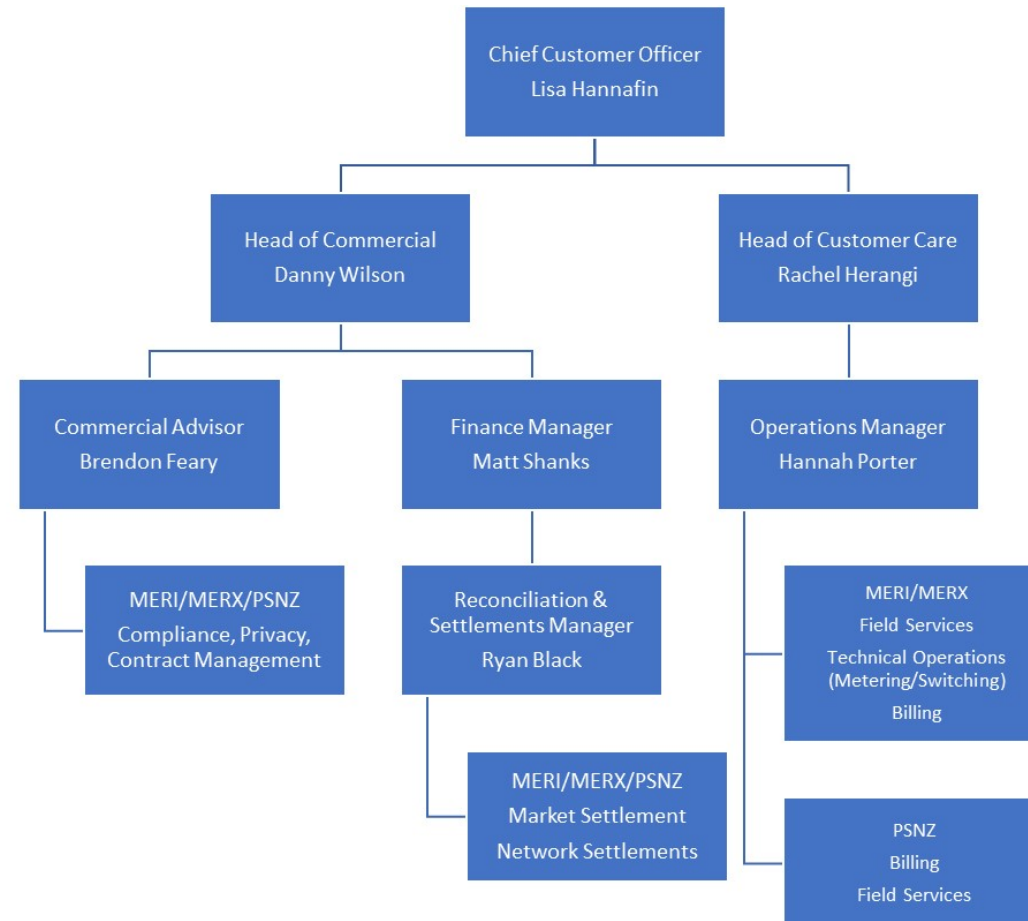 Chief Customer Officer
Lisa Hannafin
Head of Commercial
Danny Wilson
Head of Customer Care
Rachel Herangi
Commercial Advisor
Brendon Feary
Finance Manager
Matt Shanks
Operations Manager
Hannah Porter
MERI/MERX/PSNZ
Compliance, Privacy,
Contract Management
Reconciliation &
Settlements Manager
Ryan Black
MERI/MERX
Field Services
Technical Operations
(Metering/Switching)
Billing
MERI/MERX/PSNZ
Market Settlement
Network Settlements
PSNZ
Billing
Field Services